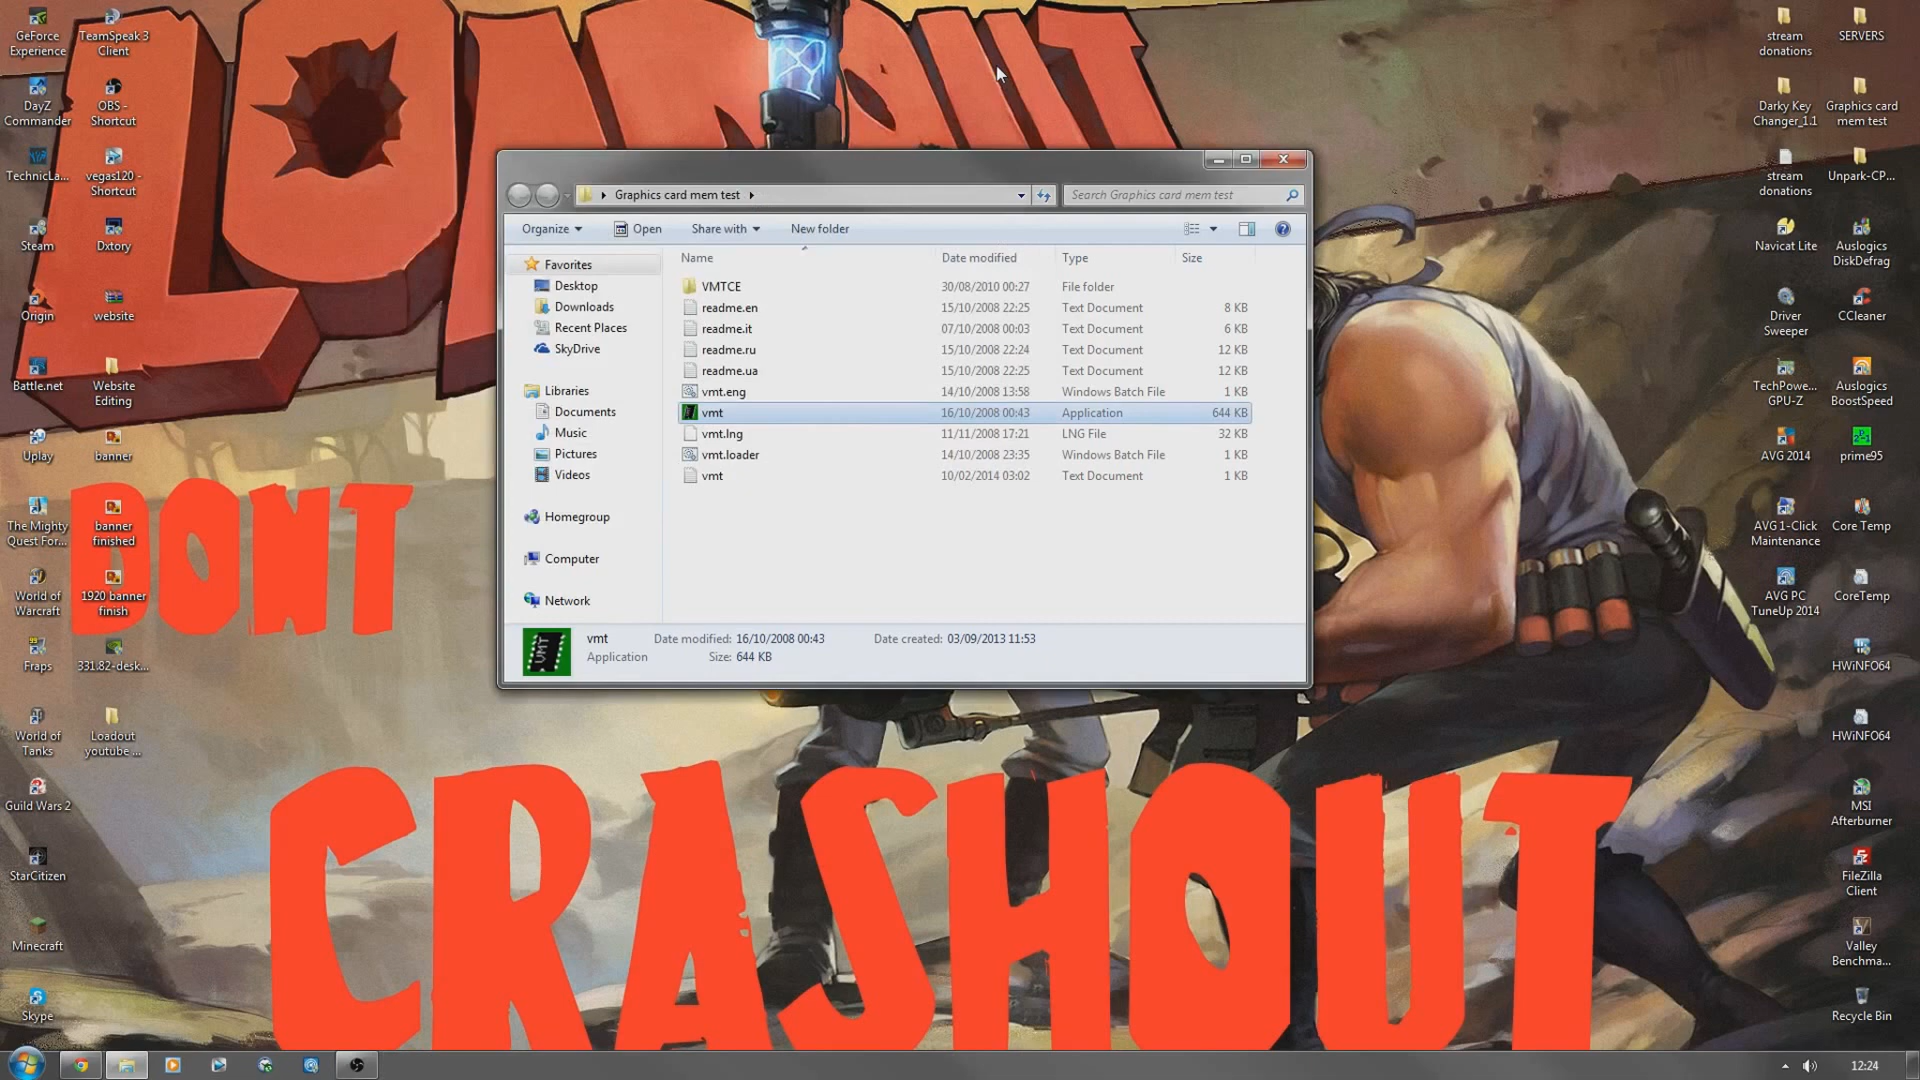 GeForce
Experience
TeamSpeak 3
Client
DayZ
Commander
OBS -
Shortcut
TechnicLa...
vegas120 -
Shortcut
Steam
Dxtory
Origin
website
Battle.net
Website
Editing
Uplay
banner
The Mighty
Quest For...
banner
finished
World of
Warcraft
1920 banner
finish
Fraps
331.82-desk...
World of
Tanks
Loadout
youtube ...
Guild Wars 2
StarCitizen
Minecraft
Skype
LOADOUT
DONT
CRASHOUT
Graphics card mem test
Search Graphics card mem test
Organize
Open
Share with
New folder
Name Date modified Type Size
Favorites
Desktop
Downloads
Recent Places
SkyDrive
Libraries
Documents
Music
Pictures
Videos
Homegroup
Computer
Network
VMTCE 30/08/2010 00:27 File folder
readme.en 15/10/2008 22:25 Text Document 8 KB
readme.it 07/10/2008 00:03 Text Document 6 KB
readme.ru 15/10/2008 22:24 Text Document 12 KB
readme.ua 15/10/2008 22:25 Text Document 12 KB
vmt.eng 14/10/2008 13:58 Windows Batch File 1 KB
vmt 16/10/2008 00:43 Application 644 KB
vmt.lng 11/11/2008 17:21 LNG File 32 KB
vmt.loader 14/10/2008 23:35 Windows Batch File 1 KB
vmt 10/02/2014 03:02 Text Document 1 KB
VMT
vmt Date modified: 16/10/2008 00:43 Date created: 03/09/2013 11:53
Application Size: 644 KB
stream
donations
SERVERS
Darky Key
Changer_1.1
Graphics card
mem test
stream
donations
Unpark-CP...
Navicat Lite
Auslogics
DiskDefrag
Driver
Sweeper
CCleaner
TechPowe...
GPU-Z
Auslogics
BoostSpeed
AVG 2014
prime95
AVG 1-Click
Maintenance
Core Temp
AVG PC
TuneUp 2014
CoreTemp
HWiNFO64
HWiNFO64
MSI
Afterburner
FileZilla
Client
Valley
Benchma...
Recycle Bin
12:24